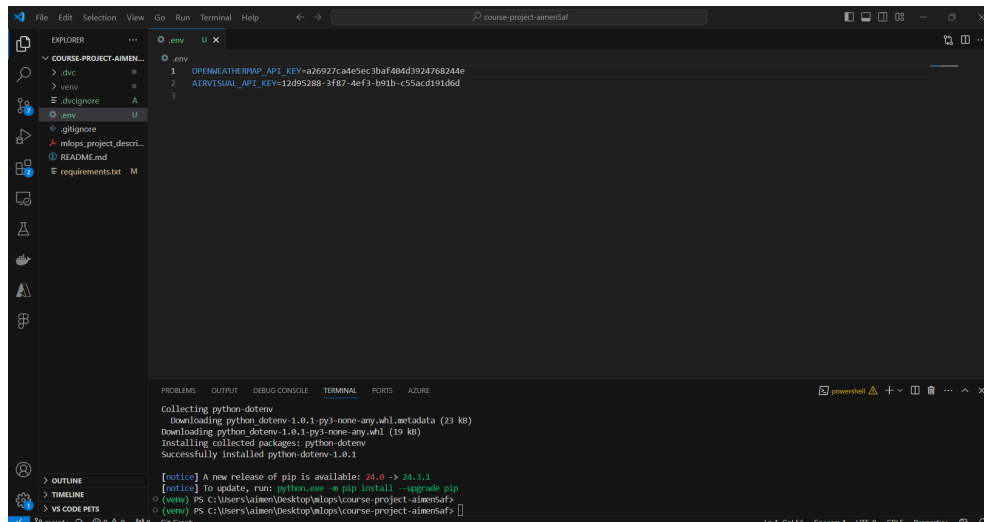 File Edit Selection View Go Run Terminal Help
course-project-aimenSaf
EXPLORER
COURSE-PROJECT-AIMEN...
.dvc
venv
.dvcignore A
.env U
.gitignore
mlops_project_descri...
README.md
requirements.txt M
OUTLINE
TIMELINE
VS CODE PETS
.env U
.env
1 OPENWEATHERMAP_API_KEY=a26927ca4e5ec3baf404d3924768244e
2 AIRVISUAL_API_KEY=12d95288-3f87-4ef3-b91b-c55acd191d6d
3
PROBLEMS OUTPUT DEBUG CONSOLE TERMINAL PORTS AZURE
powershell
Collecting python-dotenv
Downloading python_dotenv-1.0.1-py3-none-any.whl.metadata (23 kB)
Downloading python_dotenv-1.0.1-py3-none-any.whl (19 kB)
Installing collected packages: python-dotenv
Successfully installed python-dotenv-1.0.1
[notice] A new release of pip is available: 24.0 -> 24.3.1
[notice] To update, run: python.exe -m pip install --upgrade pip
(venv) PS C:\Users\aimen\Desktop\mlops\course-project-aimenSaf>
(venv) PS C:\Users\aimen\Desktop\mlops\course-project-aimenSaf>